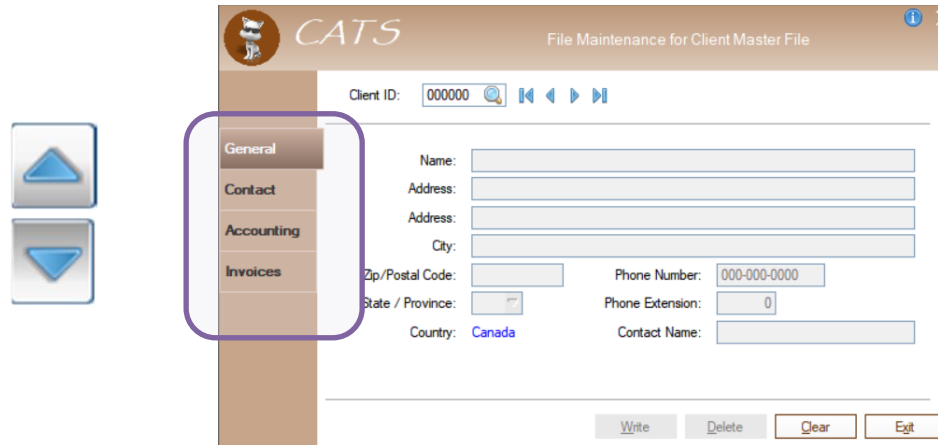 CATS
File Maintenance for Client Master File
Client ID: 000000
General
Contact
Accounting
Invoices
Name:
Address:
Address:
City:
Zip/Postal Code: Phone Number: 000-000-0000
State / Province: Phone Extension: 0
Country: Canada Contact Name:
Write Delete Clear Exit